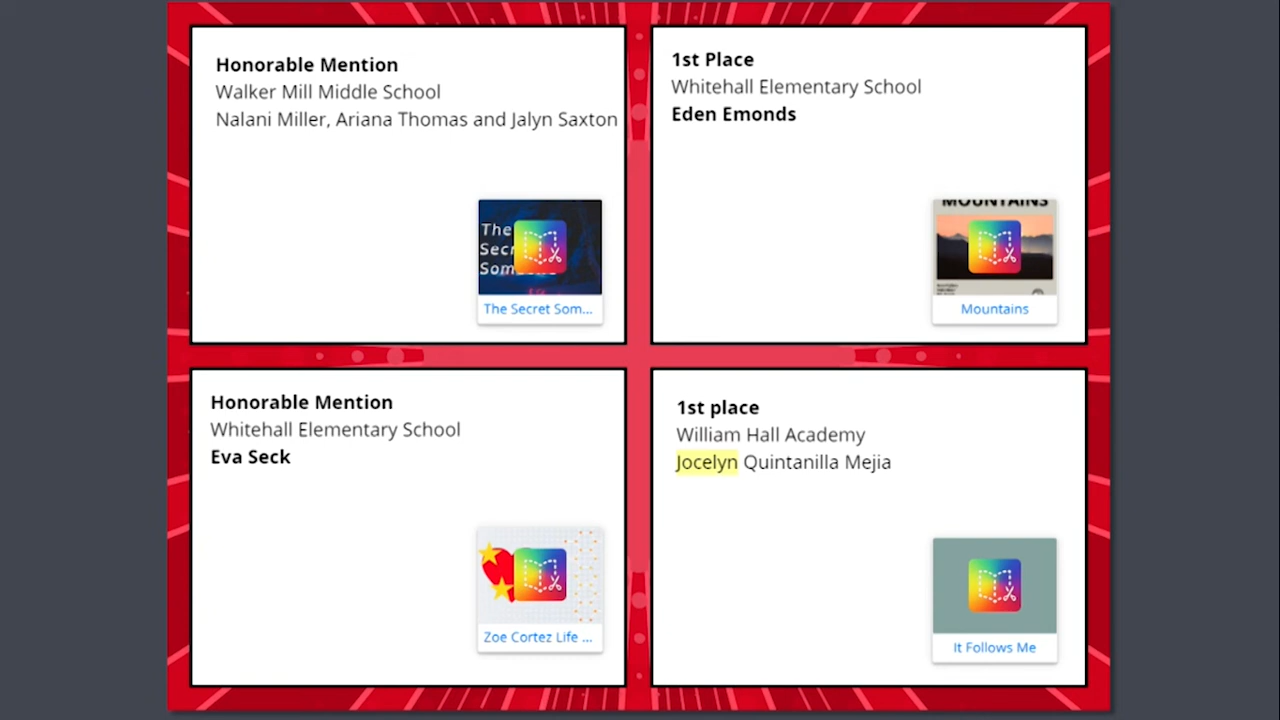 Honorable Mention
Walker Mill Middle School
Nalani Miller, Ariana Thomas and Jalyn Saxton
The
Som
The Secret Som...
1st Place
Whitehall Elementary School
Eden Emonds
MOUNTAINS
Mountains
Honorable Mention
Whitehall Elementary School
Eva Seck
Zoe Cortez Life ...
1st place
William Hall Academy
Jocelyn Quintanilla Mejia
It Follows Me